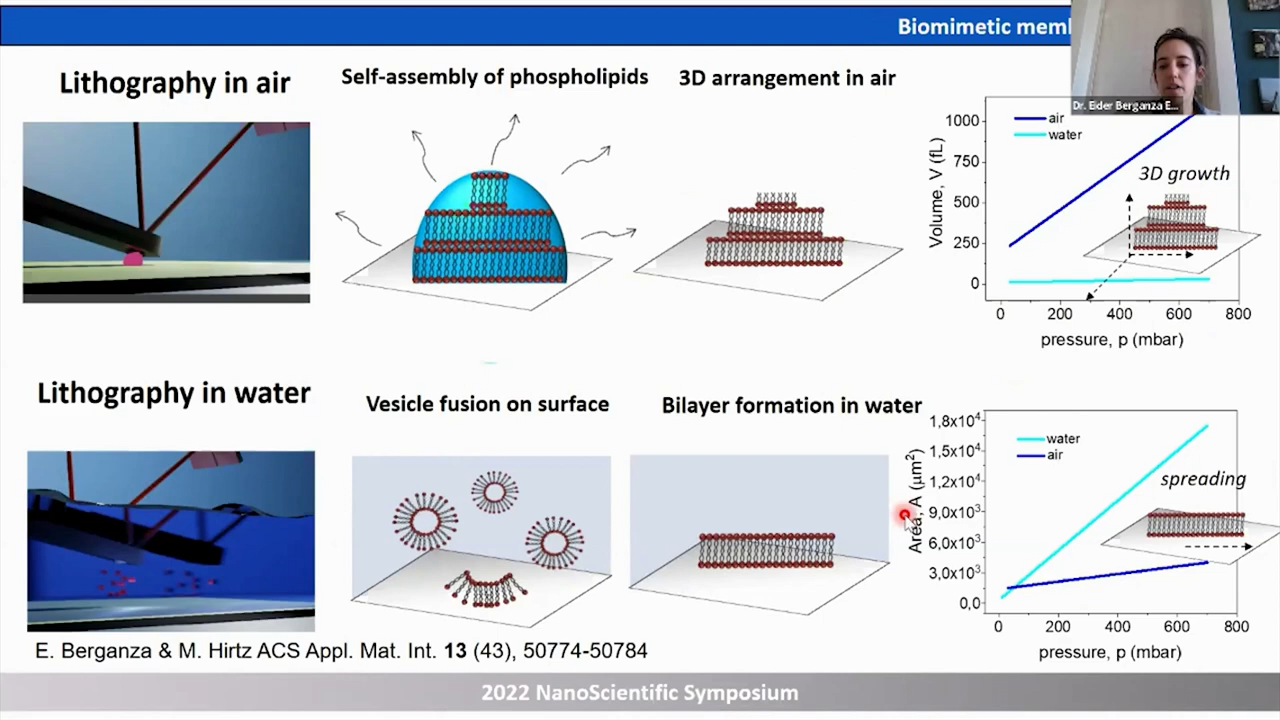 Biomimetic
Dr. Eider Berganza E...
Lithography in air
Self-assembly of phospholipids
3D arrangement in air
1000
750
500
250
0
Volume, V (fL)
air
water
3D growth
0
200
400
600
800
pressure, p (mbar)
Lithography in water
Vesicle fusion on surface
Bilayer formation in water
1,8x10⁴
1,5x10⁴
1,2x10⁴
9,0x10³
6,0x10³
3,0x10³
0,0
Area, A (μm²)
water
air
spreading
0
200
400
600
800
pressure, p (mbar)
E. Berganza & M. Hirtz ACS Appl. Mat. Int. 13 (43), 50774-50784
2022 NanoScientific Symposium